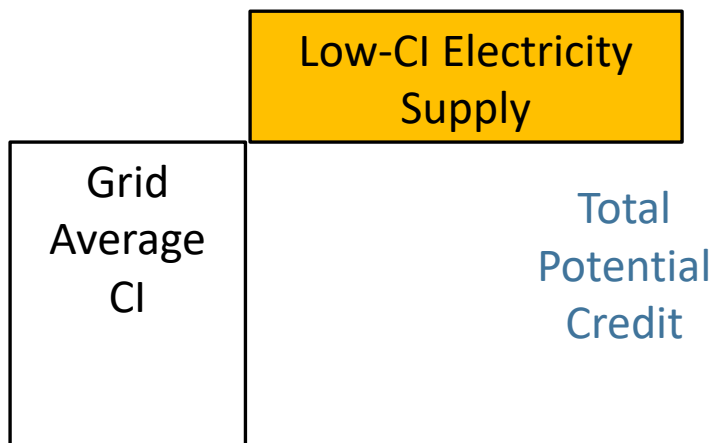 Low-CI Electricity
Supply
Grid
Average
CI
Total
Potential
Credit